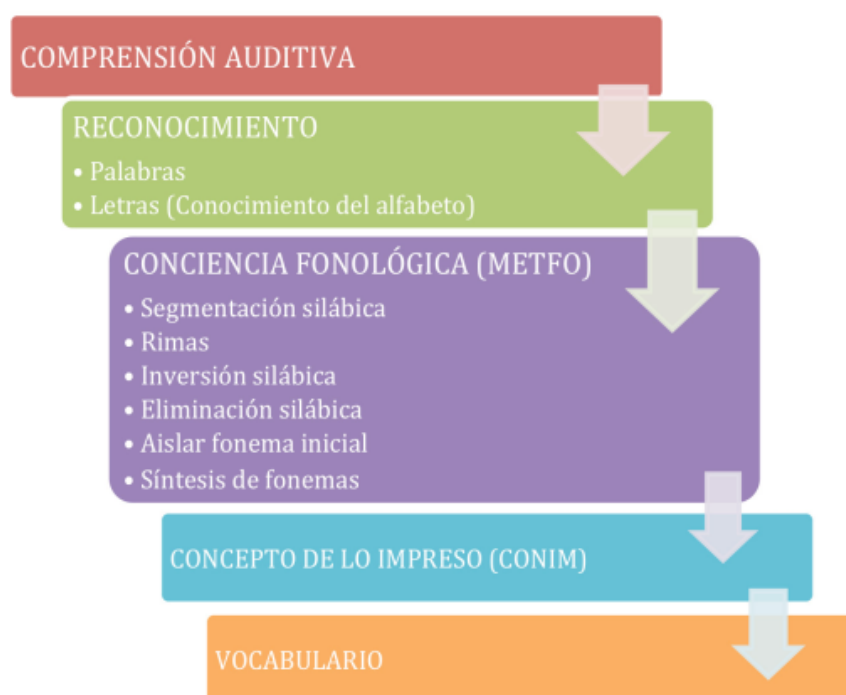 COMPRENSIÓN AUDITIVA
RECONOCIMIENTO
• Palabras
• Letras (Conocimiento del alfabeto)
CONCIENCIA FONOLÓGICA (METFO)
• Segmentación silábica
• Rimas
• Inversión silábica
• Eliminación silábica
• Aislar fonema inicial
• Síntesis de fonemas
CONCEPTO DE LO IMPRESO (CONIM)
VOCABULARIO